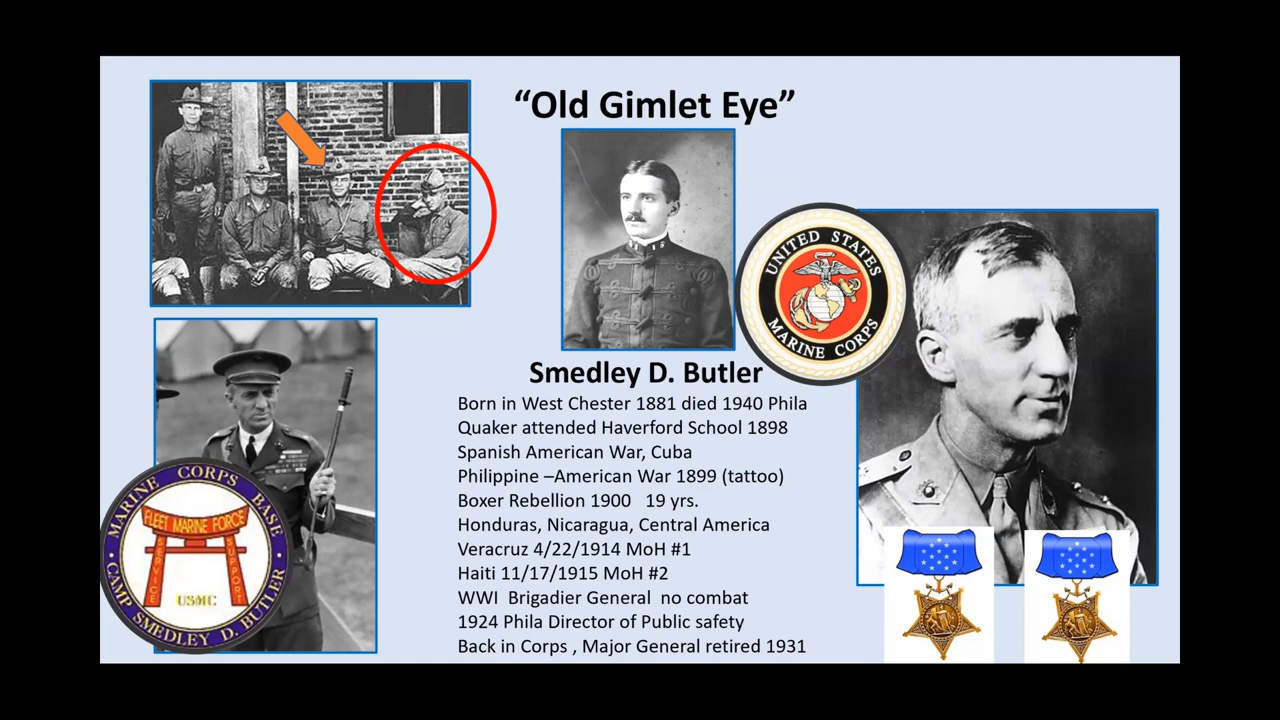 “Old Gimlet Eye”
UNITED STATES
MARINE CORPS
Smedley D. Butler
Born in West Chester 1881 died 1940 Phila
Quaker attended Haverford School 1898
Spanish American War, Cuba
Philippine –American War 1899 (tattoo)
Boxer Rebellion 1900 19 yrs.
Honduras, Nicaragua, Central America
Veracruz 4/22/1914 MoH #1
Haiti 11/17/1915 MoH #2
WWI Brigadier General no combat
1924 Phila Director of Public safety
Back in Corps , Major General retired 1931
MARINE CORPS BASE
FLEET MARINE FORCE
SERVICE
SUPPORT
USMC
CAMP SMEDLEY D. BUTLER